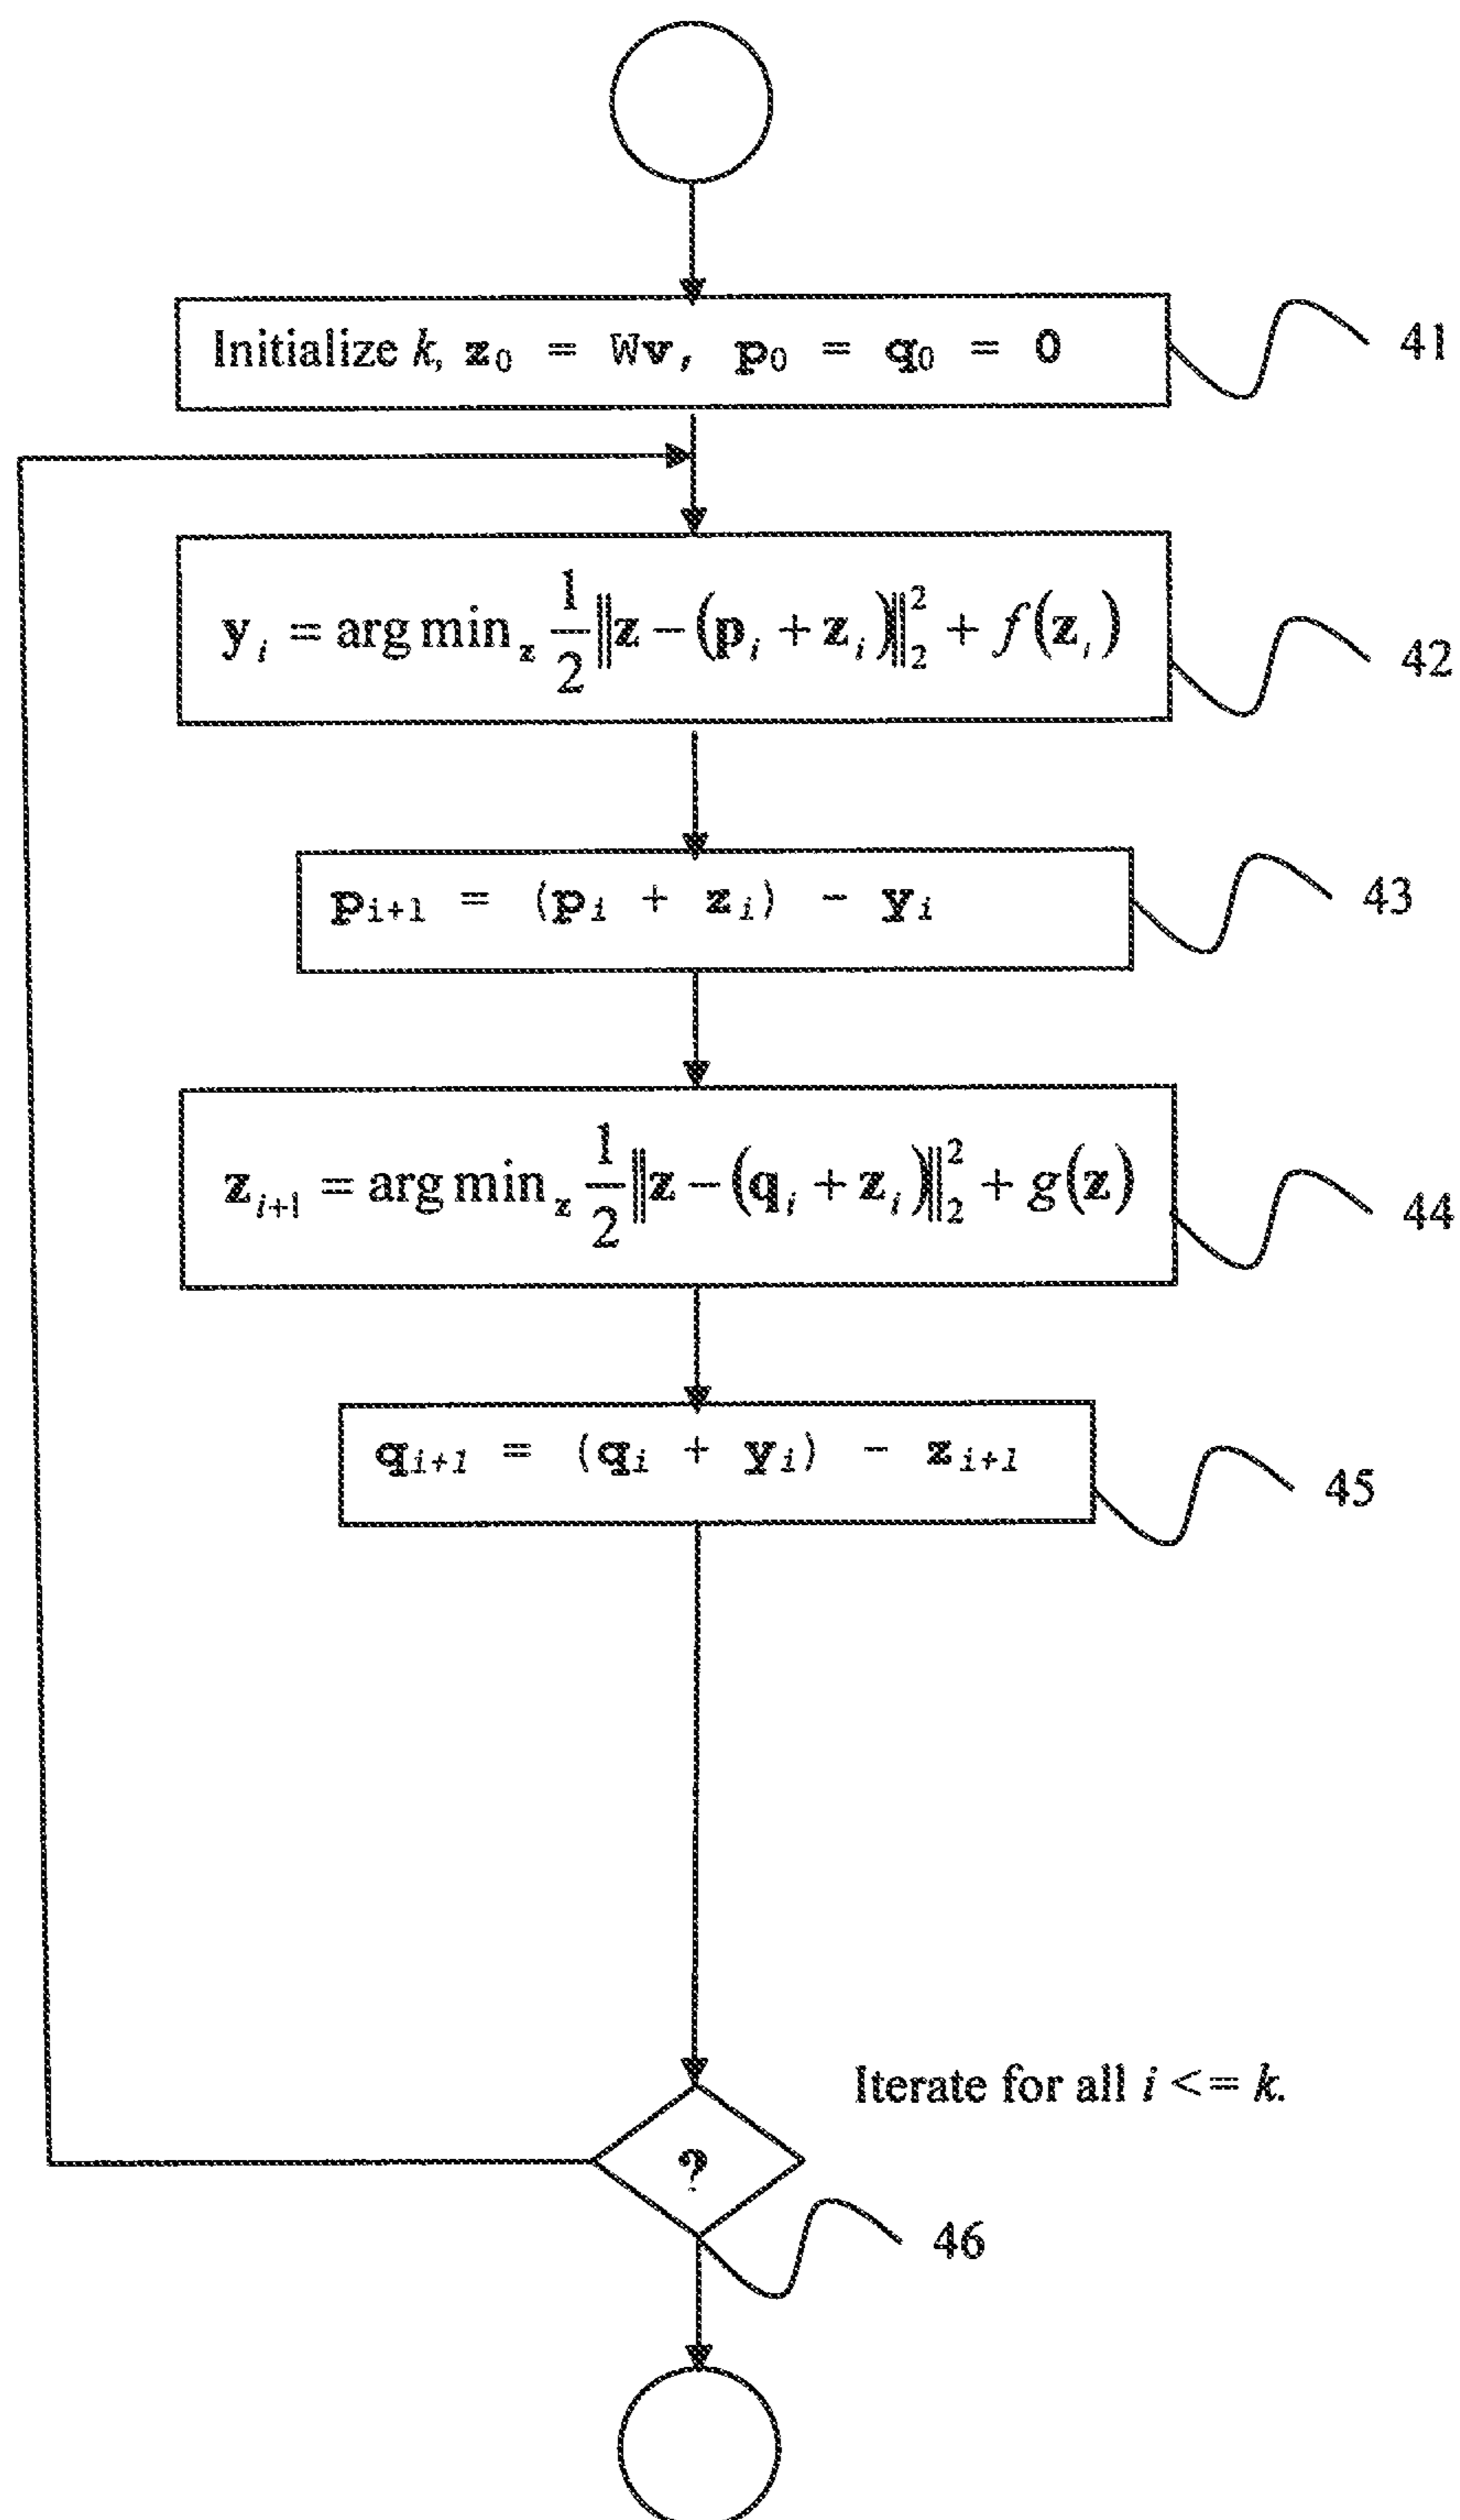 Initialize k, z₀ = Wv, p₀ = q₀ = 0
41
yᵢ = arg min_z 1/2 ‖z − (pᵢ + zᵢ)‖₂² + f(zᵢ)
42
pᵢ₊₁ = (pᵢ + zᵢ) - yᵢ
43
zᵢ₊₁ = arg min_z 1/2 ‖z − (qᵢ + zᵢ)‖₂² + g(z)
44
qᵢ₊₁ = (qᵢ + yᵢ) - zᵢ₊₁
45
Iterate for all i <= k.
?
46